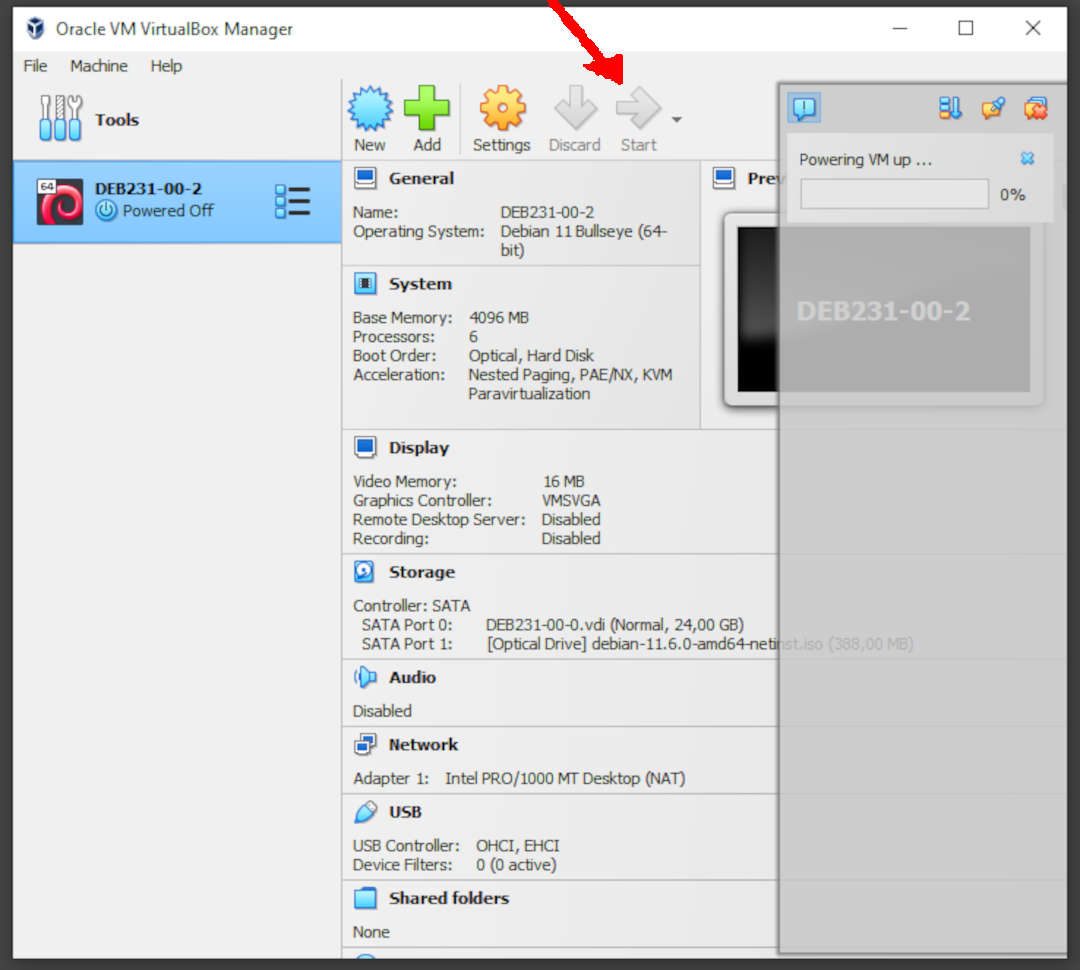 Oracle VM VirtualBox Manager
File Machine Help
Tools
New Add Settings Discard Start
64
DEB231-00-2
Powered Off
General
Name: DEB231-00-2
Operating System: Debian 11 Bullseye (64-
bit)
System
Base Memory: 4096 MB
Processors: 6
Boot Order: Optical, Hard Disk
Acceleration: Nested Paging, PAE/NX, KVM
Paravirtualization
Prev
DEB231-00-2
Powering VM up ...
0%
Display
Video Memory: 16 MB
Graphics Controller: VMSVGA
Remote Desktop Server: Disabled
Recording: Disabled
Storage
Controller: SATA
SATA Port 0: DEB231-00-0.vdi (Normal, 24,00 GB)
SATA Port 1: [Optical Drive] debian-11.6.0-amd64-netinst.iso (388,00 MB)
Audio
Disabled
Network
Adapter 1: Intel PRO/1000 MT Desktop (NAT)
USB
USB Controller: OHCI, EHCI
Device Filters: 0 (0 active)
Shared folders
None